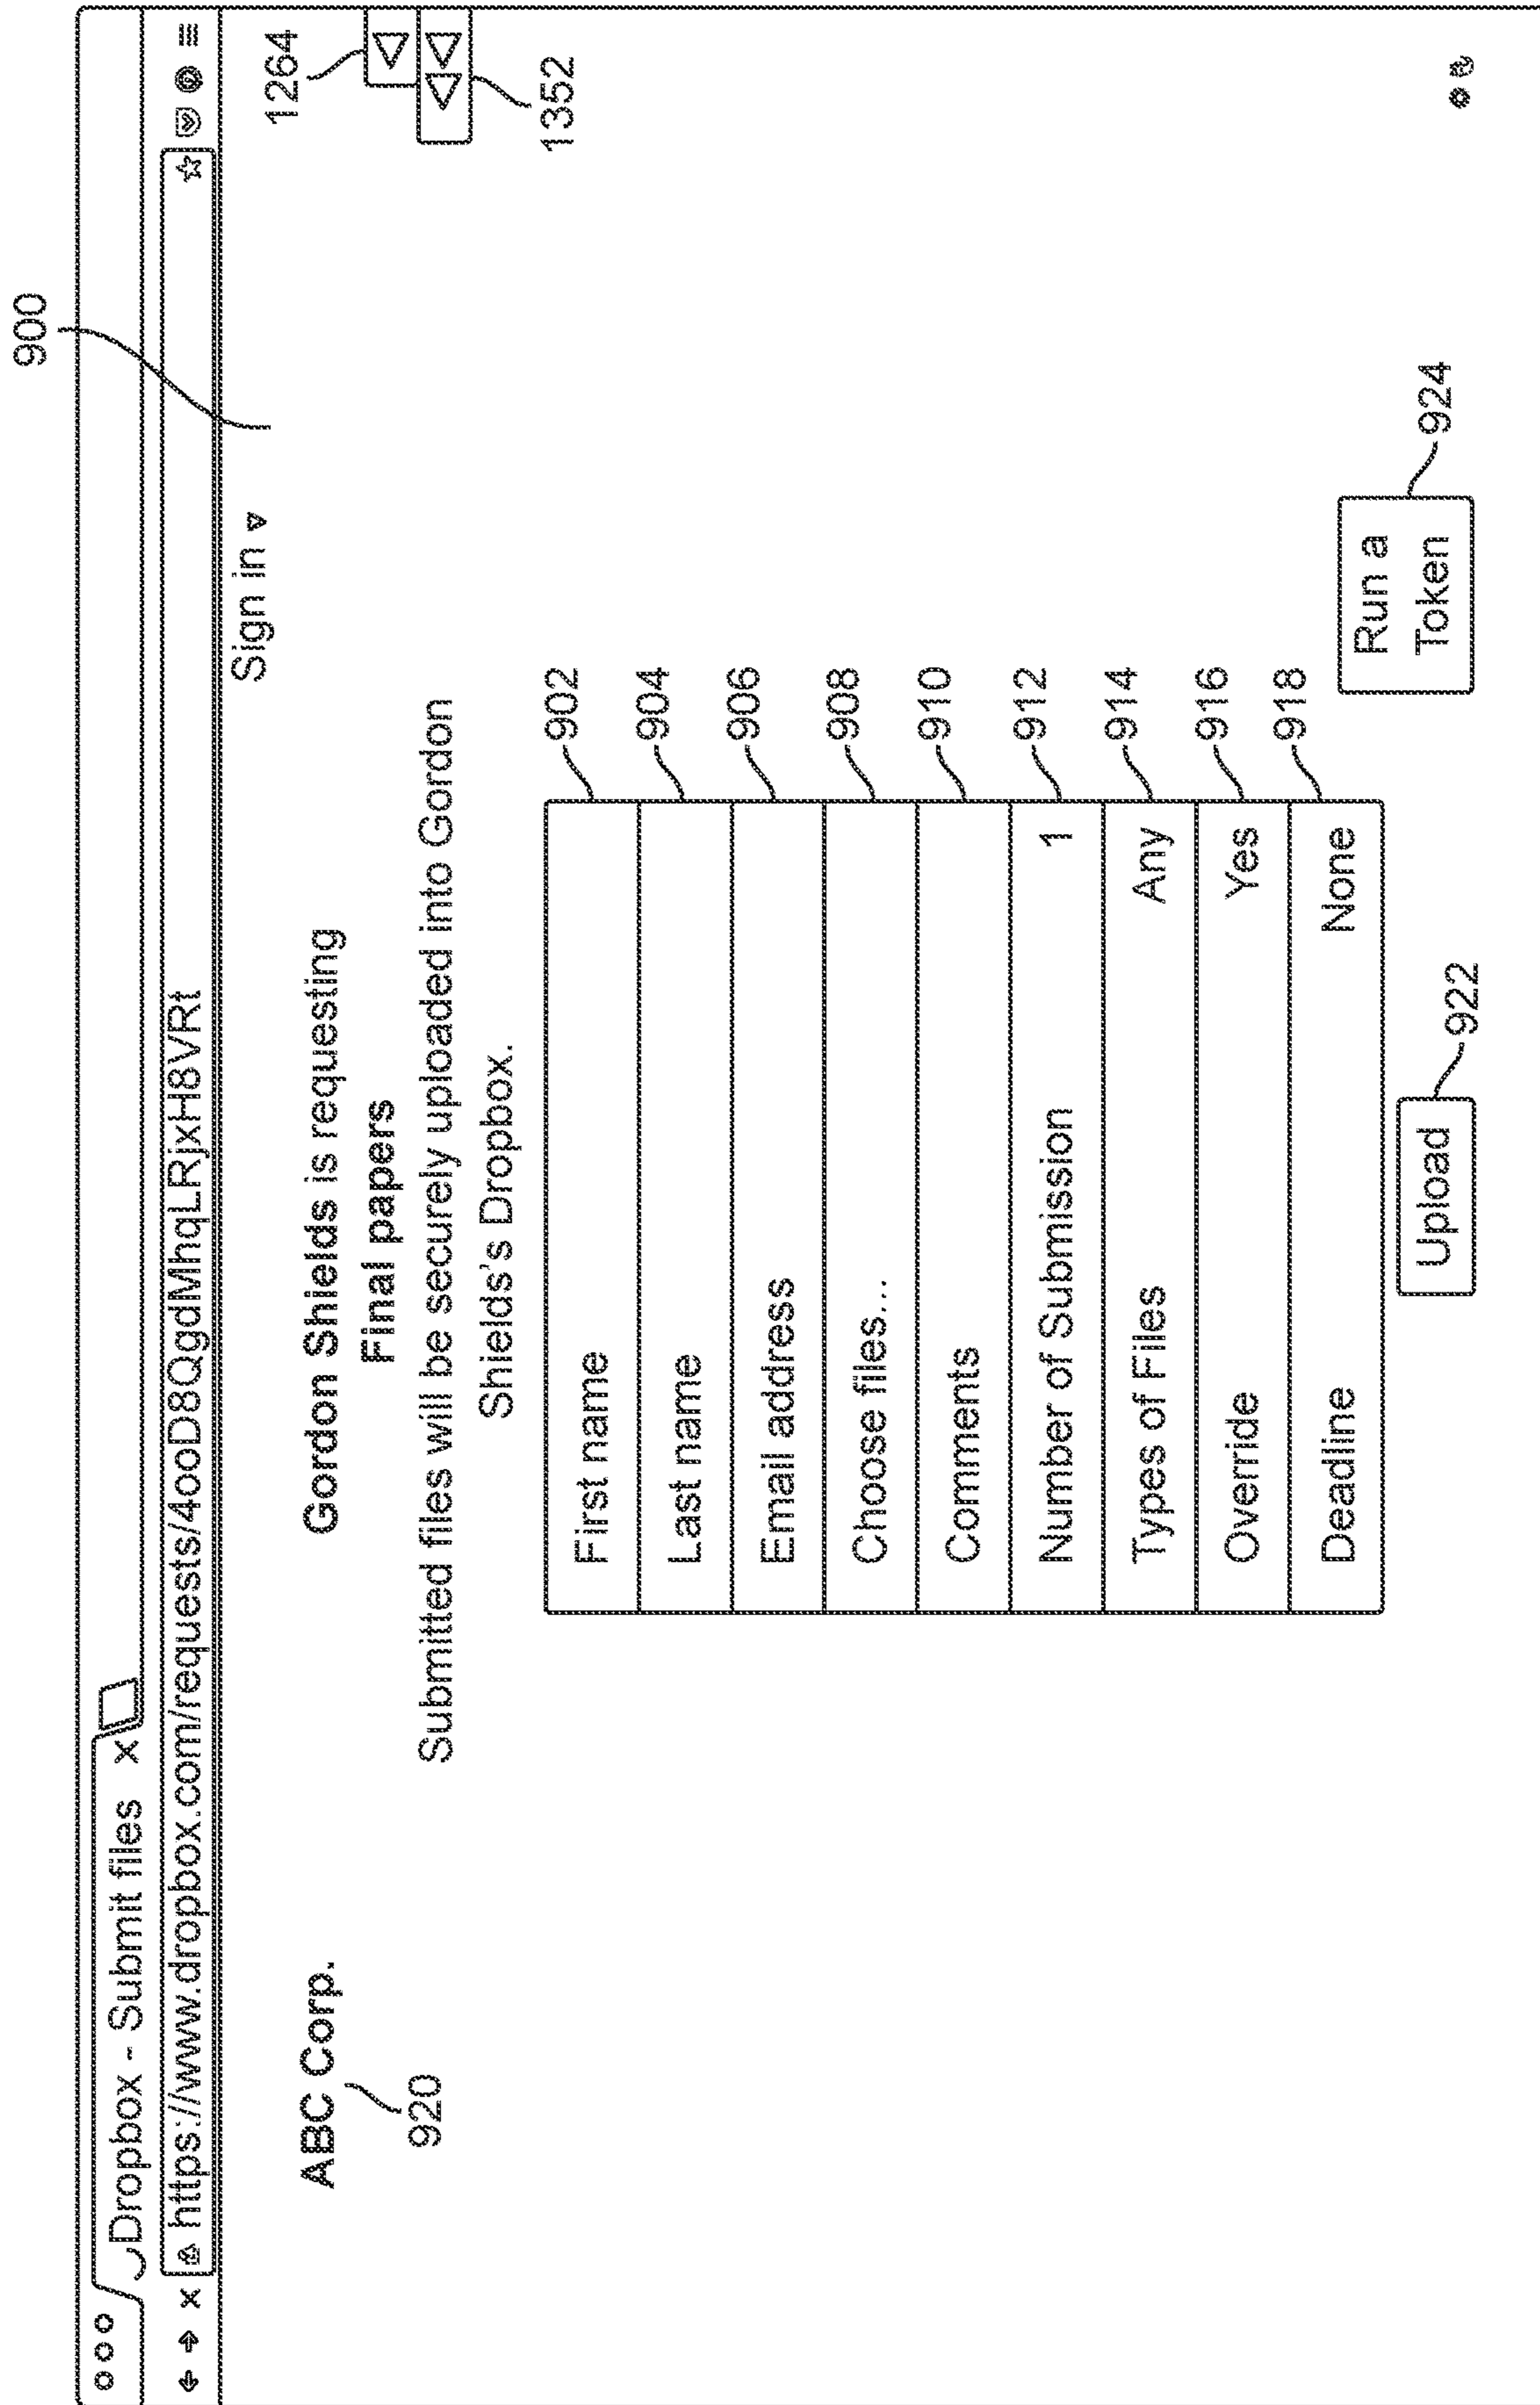 900
Dropbox - Submit files X
https://www.dropbox.com/requests/4ooD8QgdMhqLRjxH8VRt
Sign in
1264
1352
ABC Corp.
920
Gordon Shields is requesting
Final papers
Submitted files will be securely uploaded into Gordon
Shields's Dropbox.
First name 902
Last name 904
Email address 906
Choose files... 908
Comments 910
Number of Submission 1 912
Types of Files Any 914
Override Yes 916
Deadline None 918
Upload 922
Run a
Token
924